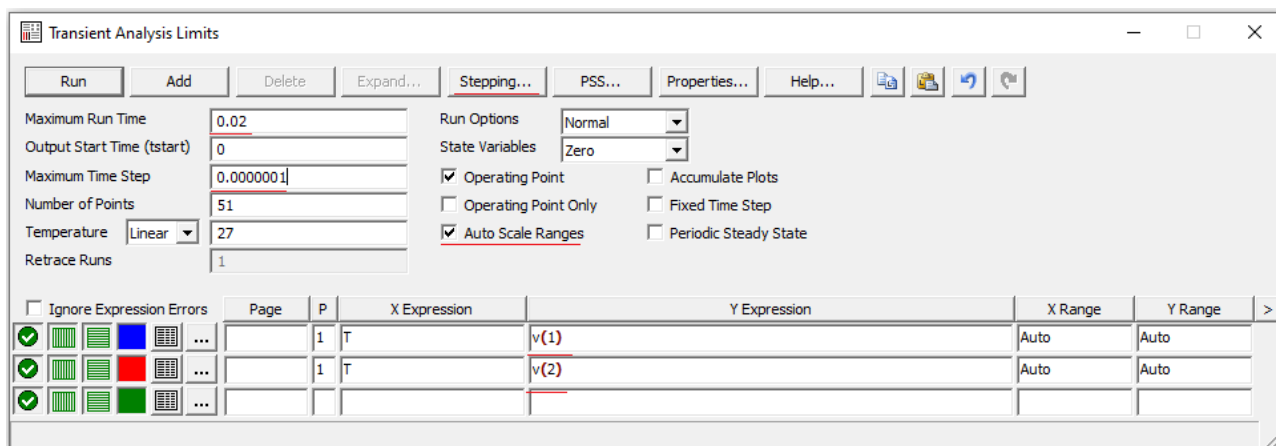 Transient Analysis Limits
Run Add Delete Expand... Stepping... PSS... Properties... Help...
Maximum Run Time 0.02 Run Options Normal
Output Start Time (tstart) 0 State Variables Zero
Maximum Time Step 0.0000001 Operating Point Accumulate Plots
Number of Points 51 Operating Point Only Fixed Time Step
Temperature Linear 27 Auto Scale Ranges Periodic Steady State
Retrace Runs 1
Ignore Expression Errors Page P X Expression Y Expression X Range Y Range >
... 1 T v(1) Auto Auto
... 1 T v(2) Auto Auto
...